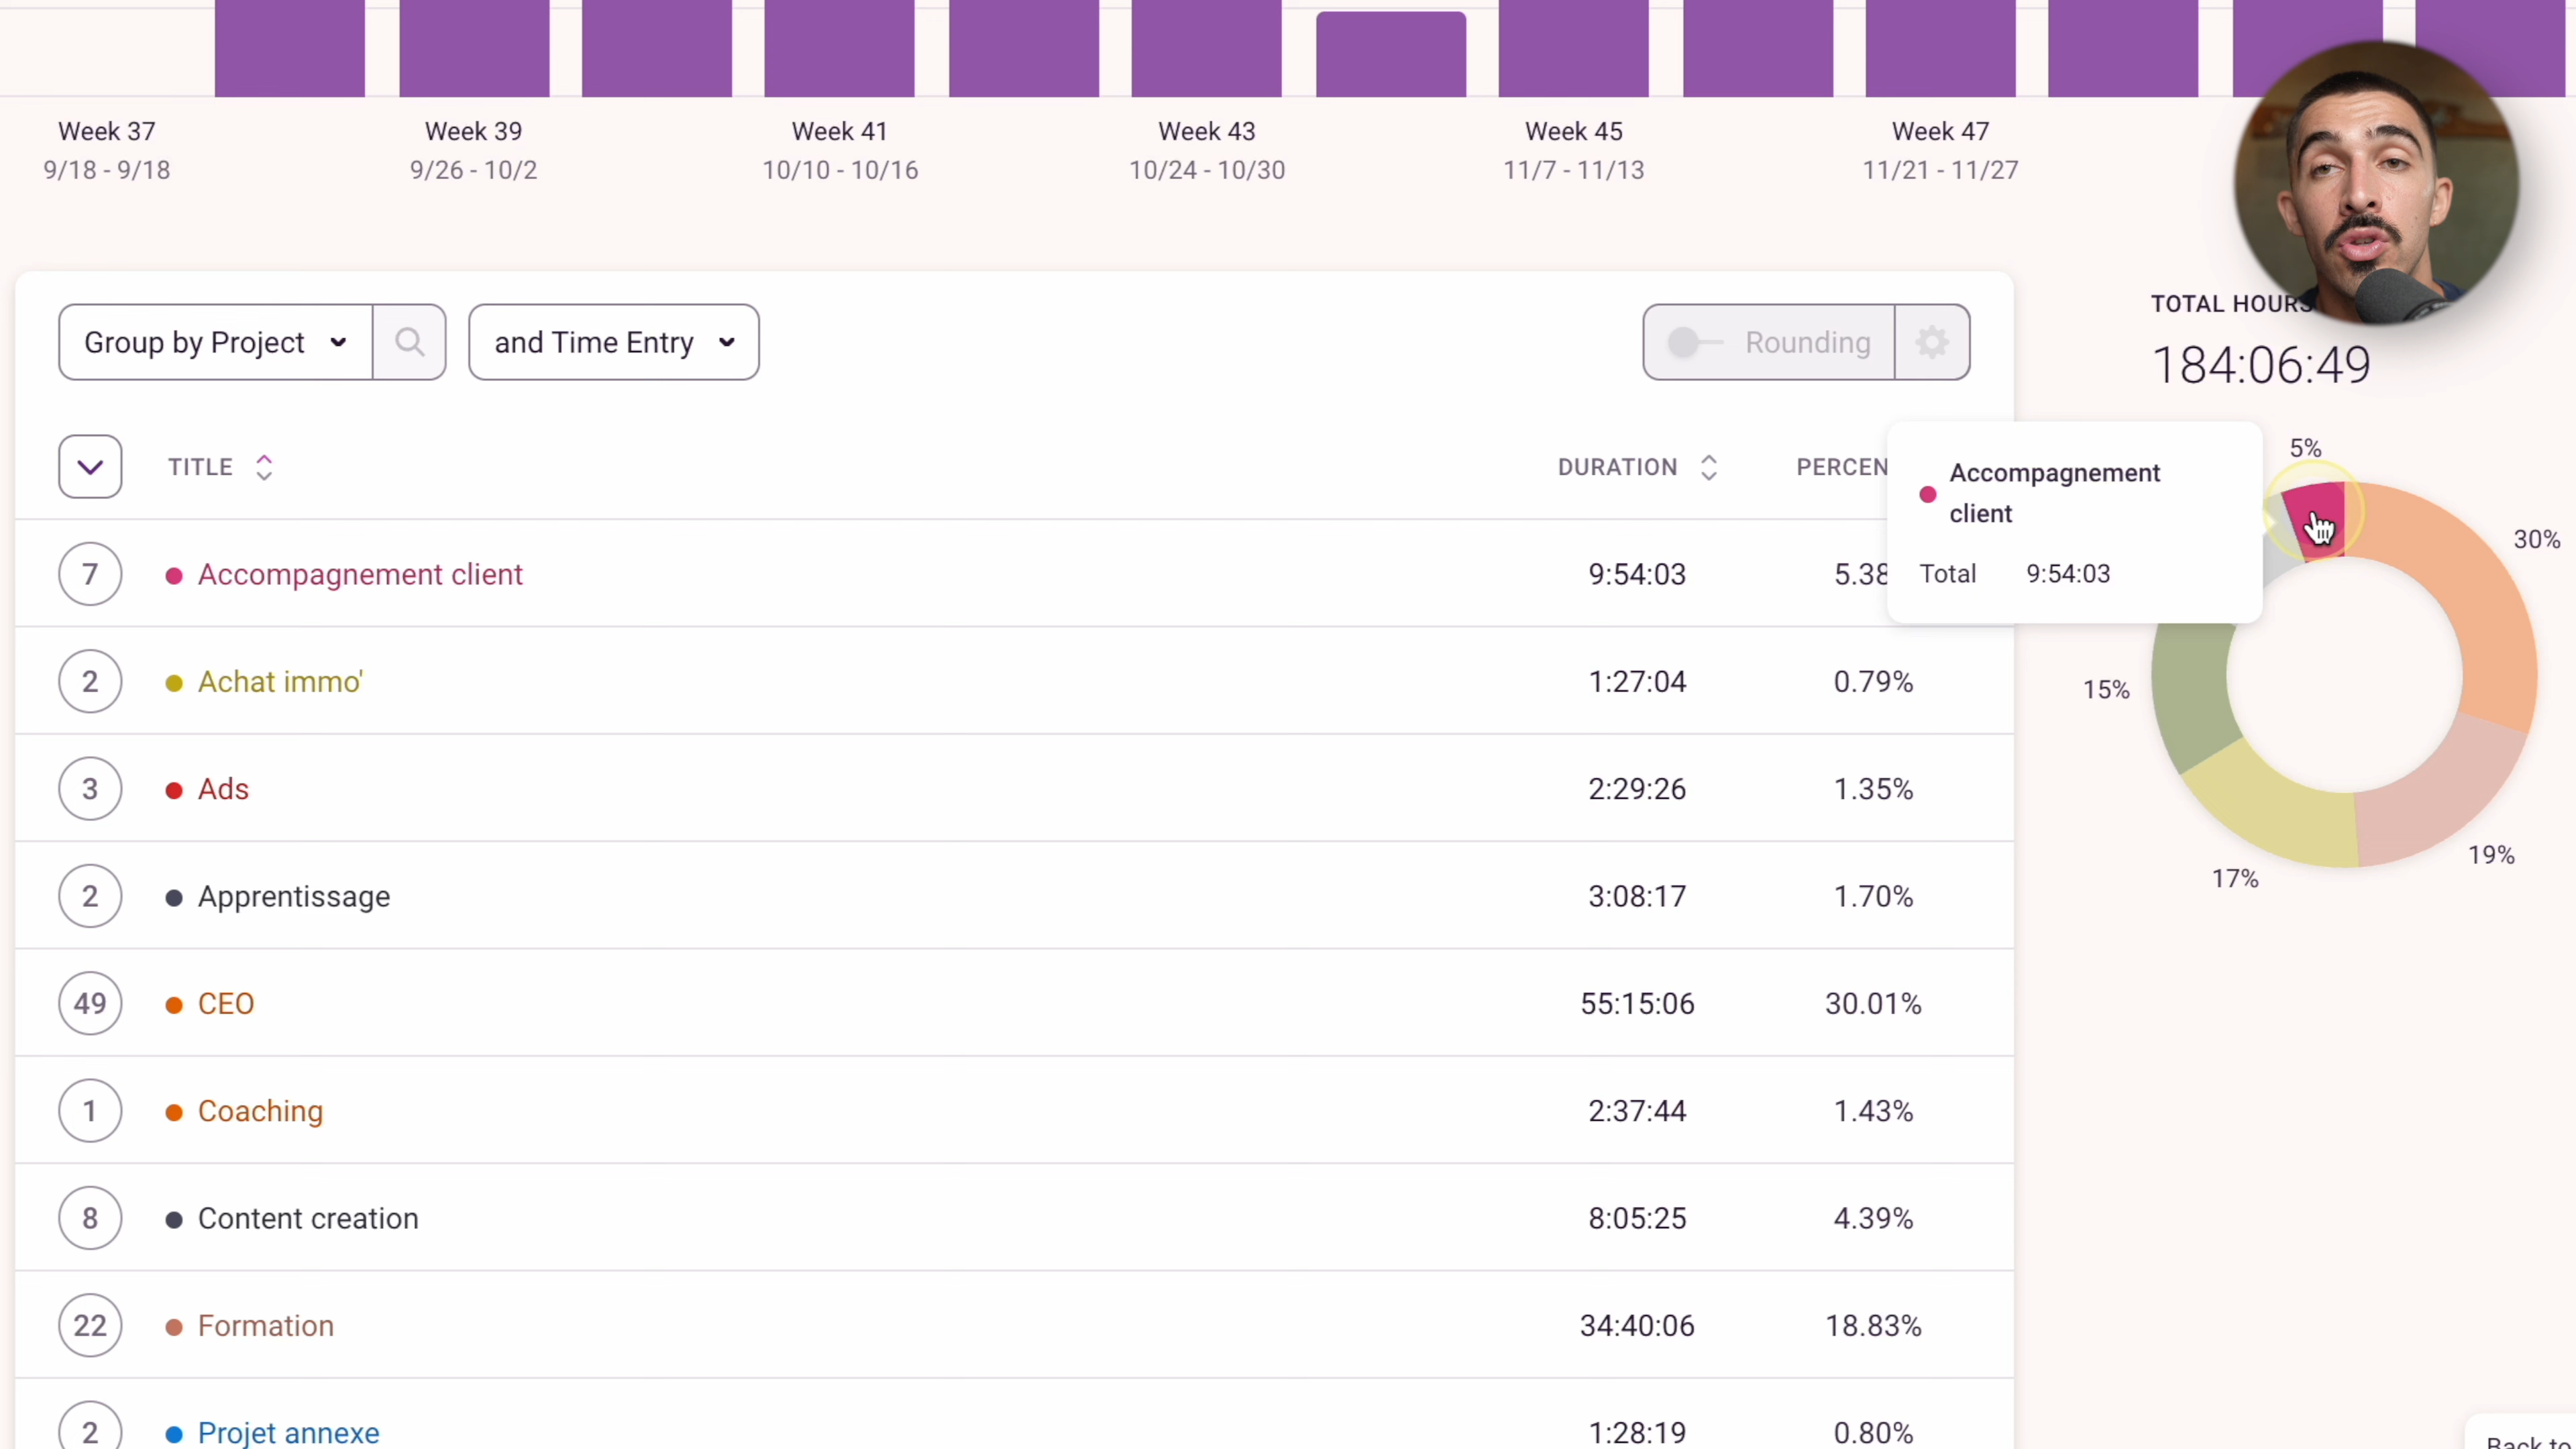 Week 37 Week 39 Week 41 Week 43 Week 45 Week 47
9/18 - 9/18 9/26 - 10/2 10/10 - 10/16 10/24 - 10/30 11/7 - 11/13 11/21 - 11/27
Group by Project and Time Entry Rounding
TOTAL HOURS
184:06:49
TITLE DURATION
Accompagnement
client
Total 9:54:03
5%
30%
15%
19%
17%
7 Accompagnement client 9:54:03 5.38
2 Achat immo' 1:27:04 0.79%
3 Ads 2:29:26 1.35%
2 Apprentissage 3:08:17 1.70%
49 CEO 55:15:06 30.01%
1 Coaching 2:37:44 1.43%
8 Content creation 8:05:25 4.39%
22 Formation 34:40:06 18.83%
2 Projet annexe 1:28:19 0.80%
Back to